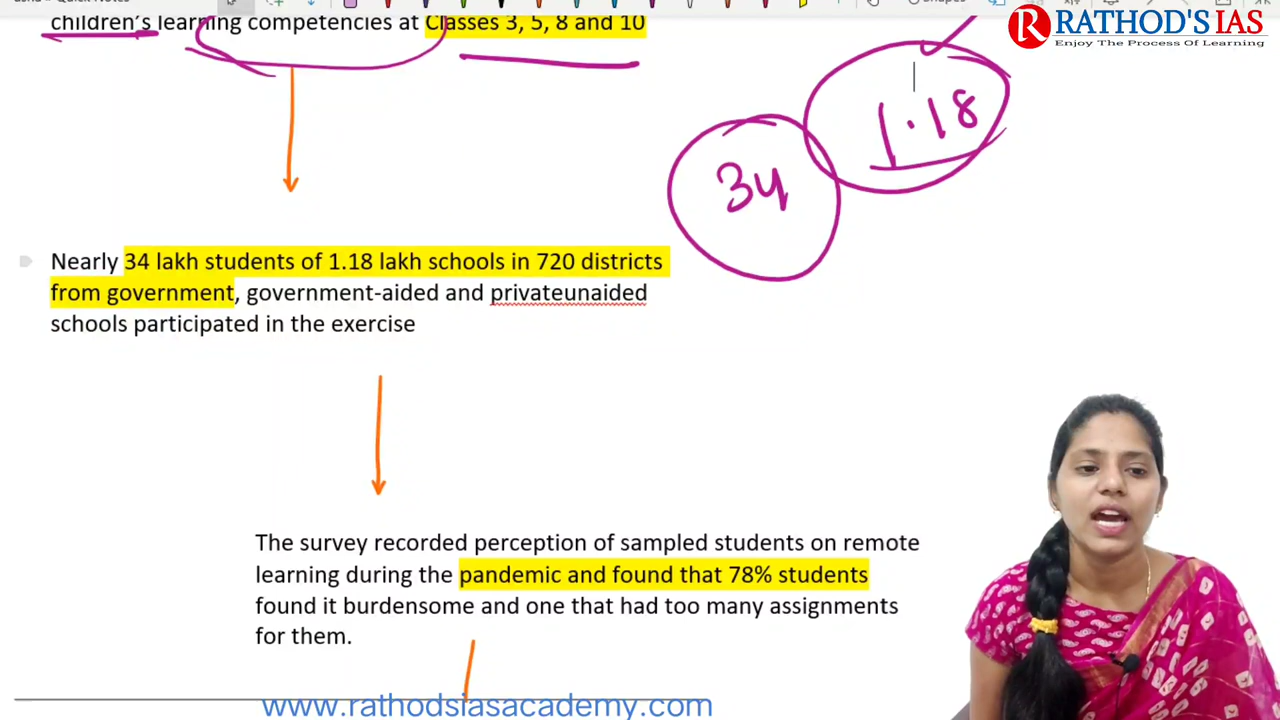 children's learning competencies at Classes 3, 5, 8 and 10
RATHOD'S IAS
Enjoy The Process Of Learning
1.18
34
Nearly 34 lakh students of 1.18 lakh schools in 720 districts
from government, government-aided and privateunaided
schools participated in the exercise
The survey recorded perception of sampled students on remote
learning during the pandemic and found that 78% students
found it burdensome and one that had too many assignments
for them.
www.rathodsiasacademy.com